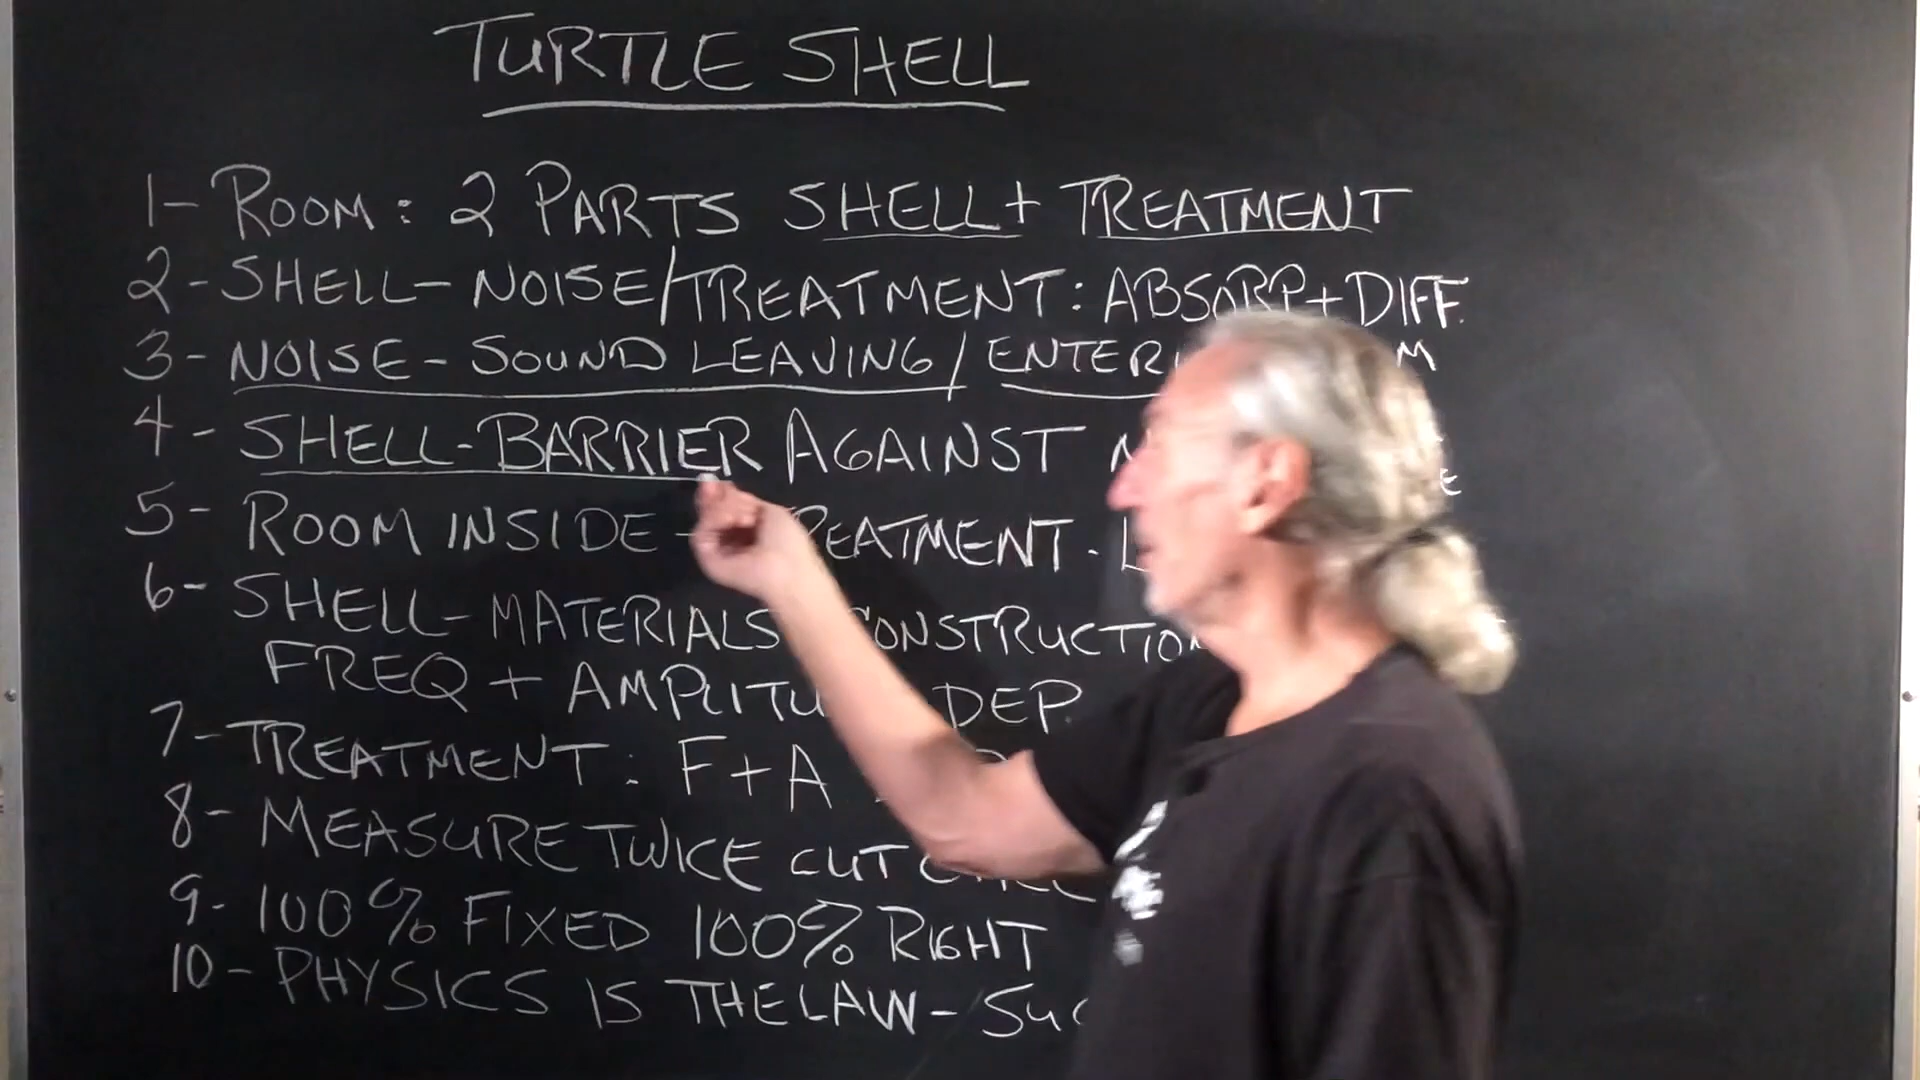 TURTLE SHELL
1- ROOM: 2 PARTS SHELL + TREATMENT
2- SHELL- NOISE/TREATMENT: ABSORP + DIFF.
3- NOISE - SOUND LEAVING/
4- SHELL-BARRIER AGAINST
5- ROOM INSIDE -
6- SHELL- MATERIALS
FREQ + DEP.
7- TREATMENT: F+A
8- MEASURE TWICE CUT
9- 100% FIXED 100% RIGHT
10- PHYSICS IS THE LAW-